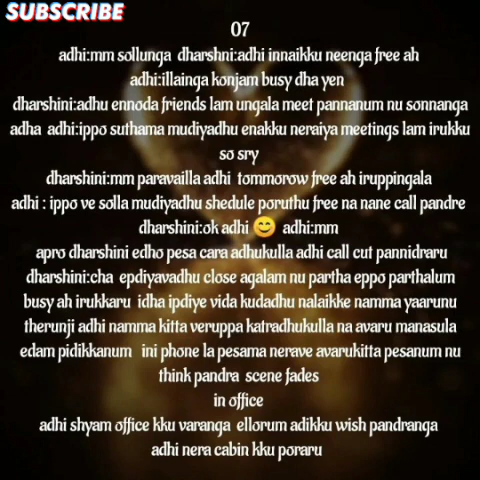 SUBSCRIBE
07
adhi:mm sollunga dharshni:adhi innaikku neenga free ah
adhi:illainga konjam busy dha yen
dharshini:adhu ennoda friends lam ungala meet pannanum nu sonnanga
adha adhi:ippo suthama mudiyadhu enakku neraiya meetings lam irukku
so sry
dharshini:mm paravailla adhi tommorow free ah iruppingala
adhi : ippo ve solla mudiyadhu shedule poruthu free na nane call pandre
dharshini:ok adhi 😊 adhi:mm
apro dharshini edho pesa cara adhukulla adhi call cut pannidraru
dharshini:cha epdiyavadhu close agalam nu partha eppo parthalum
busy ah irukkaru idha ipdiye vida kudadhu nalaikke namma yaarunu
therunji adhi namma kitta veruppa katradhukulla na avaru manasula
edam pidikkanum ini phone la pesama nerave avarukitta pesanum nu
think pandra scene fades
in office
adhi shyam office kku varanga ellorum adikku wish pandranga
adhi nera cabin kku poraru